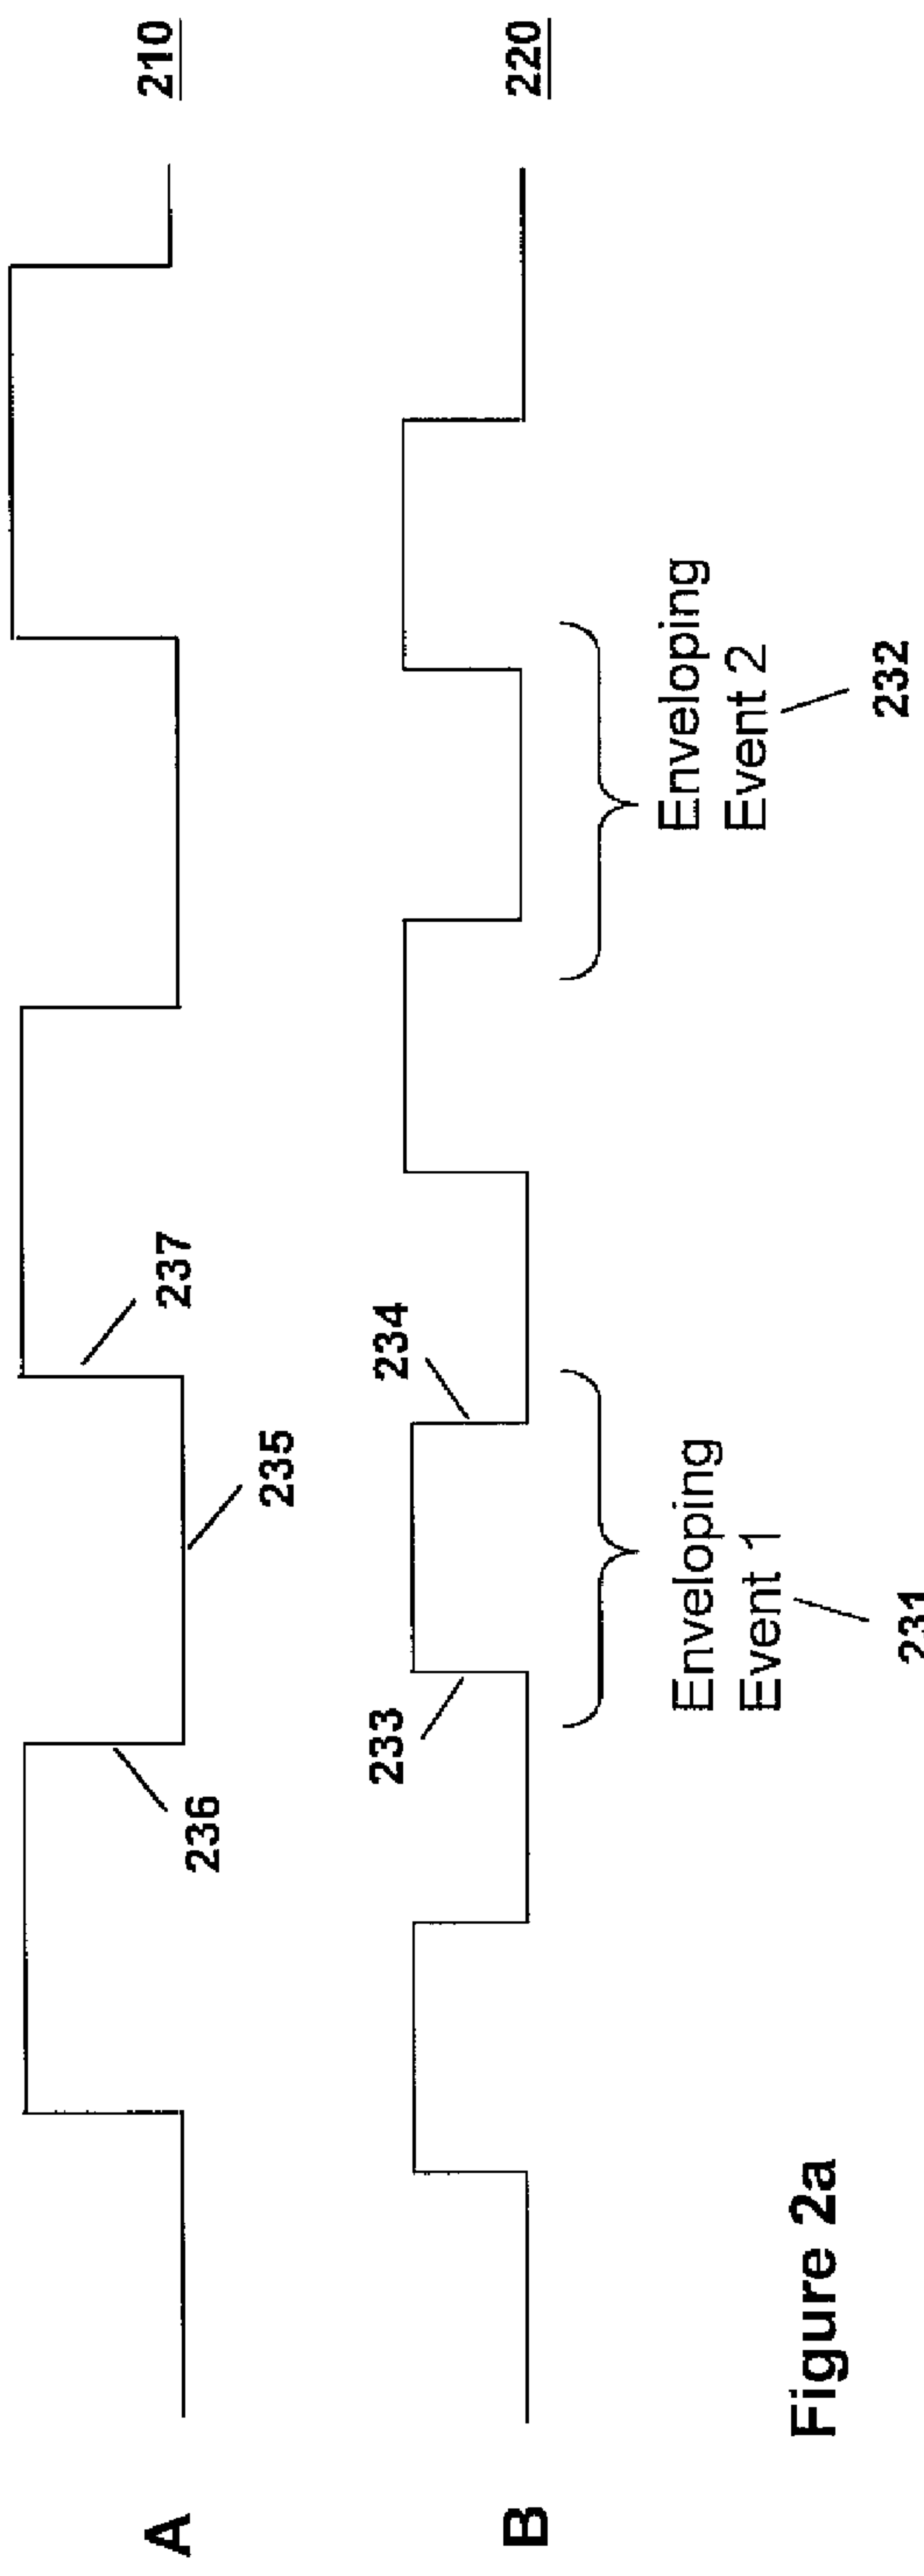 A
210
236
235
237
B
220
233
234
Enveloping
Event 1
231
Enveloping
Event 2
232
Figure 2a